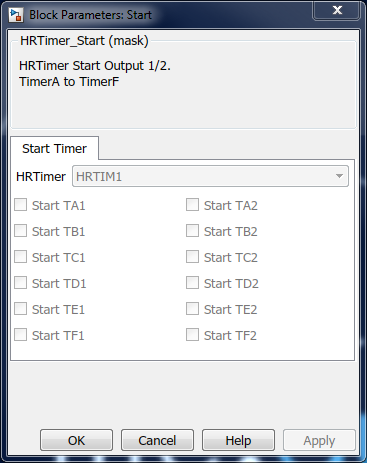 Block Parameters: Start
HRTimer_Start (mask)
HRTimer Start Output 1/2.
TimerA to TimerF
Start Timer
HRTimer HRTIM1
Start TA1 Start TA2
Start TB1 Start TB2
Start TC1 Start TC2
Start TD1 Start TD2
Start TE1 Start TE2
Start TF1 Start TF2
OK Cancel Help Apply